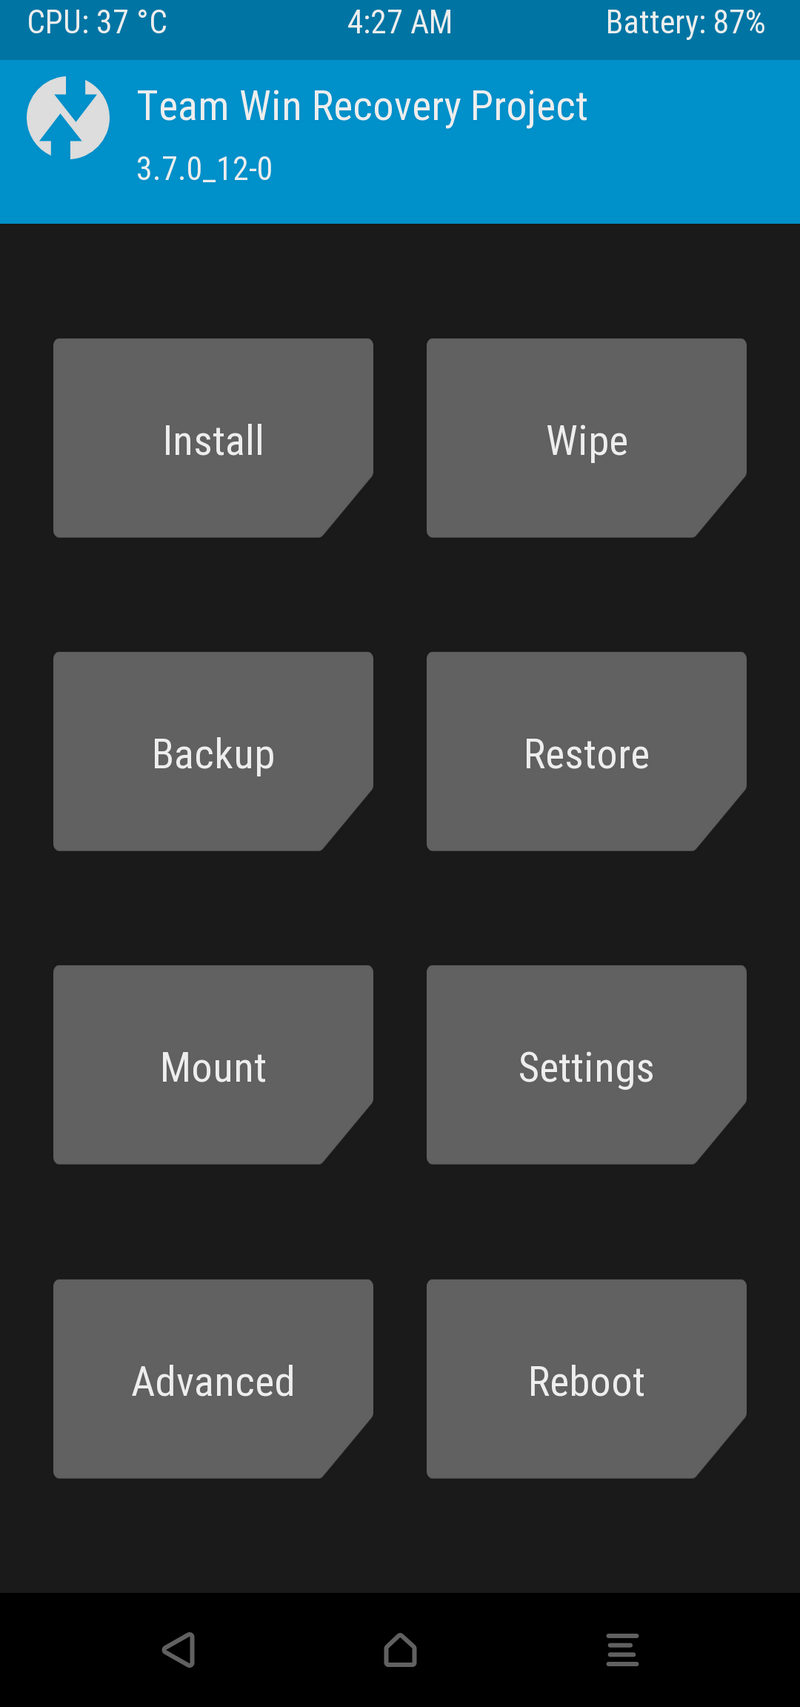 CPU: 37 °C 4:27 AM Battery: 87%
Team Win Recovery Project
3.7.0_12-0
Install Wipe
Backup Restore
Mount Settings
Advanced Reboot